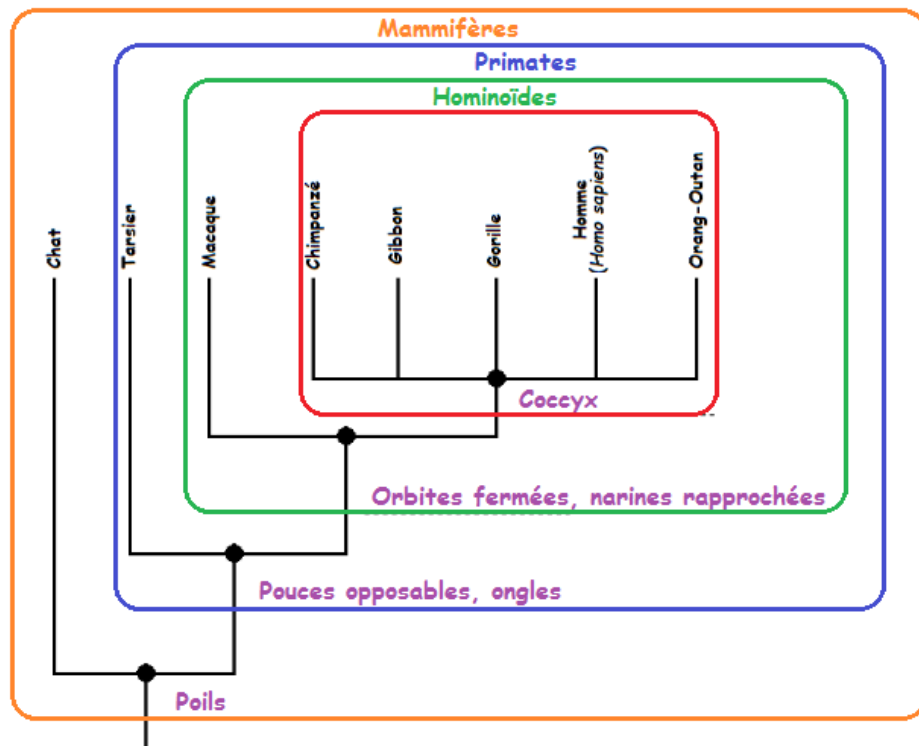 Mammifères
Primates
Hominoïdes
Chat
Tarsier
Macaque
Chimpanzé
Gibbon
Gorille
Homme
(Homo sapiens)
Orang-Outan
Coccyx
Orbites fermées, narines rapprochées
Pouces opposables, ongles
Poils